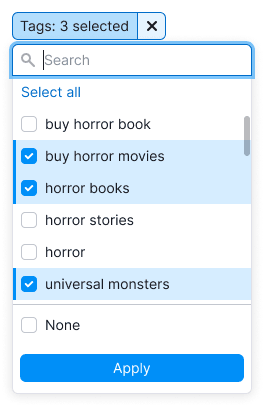 Tags: 3 selected
Search
Select all
buy horror book
buy horror movies
horror books
horror stories
horror
universal monsters
None
Apply